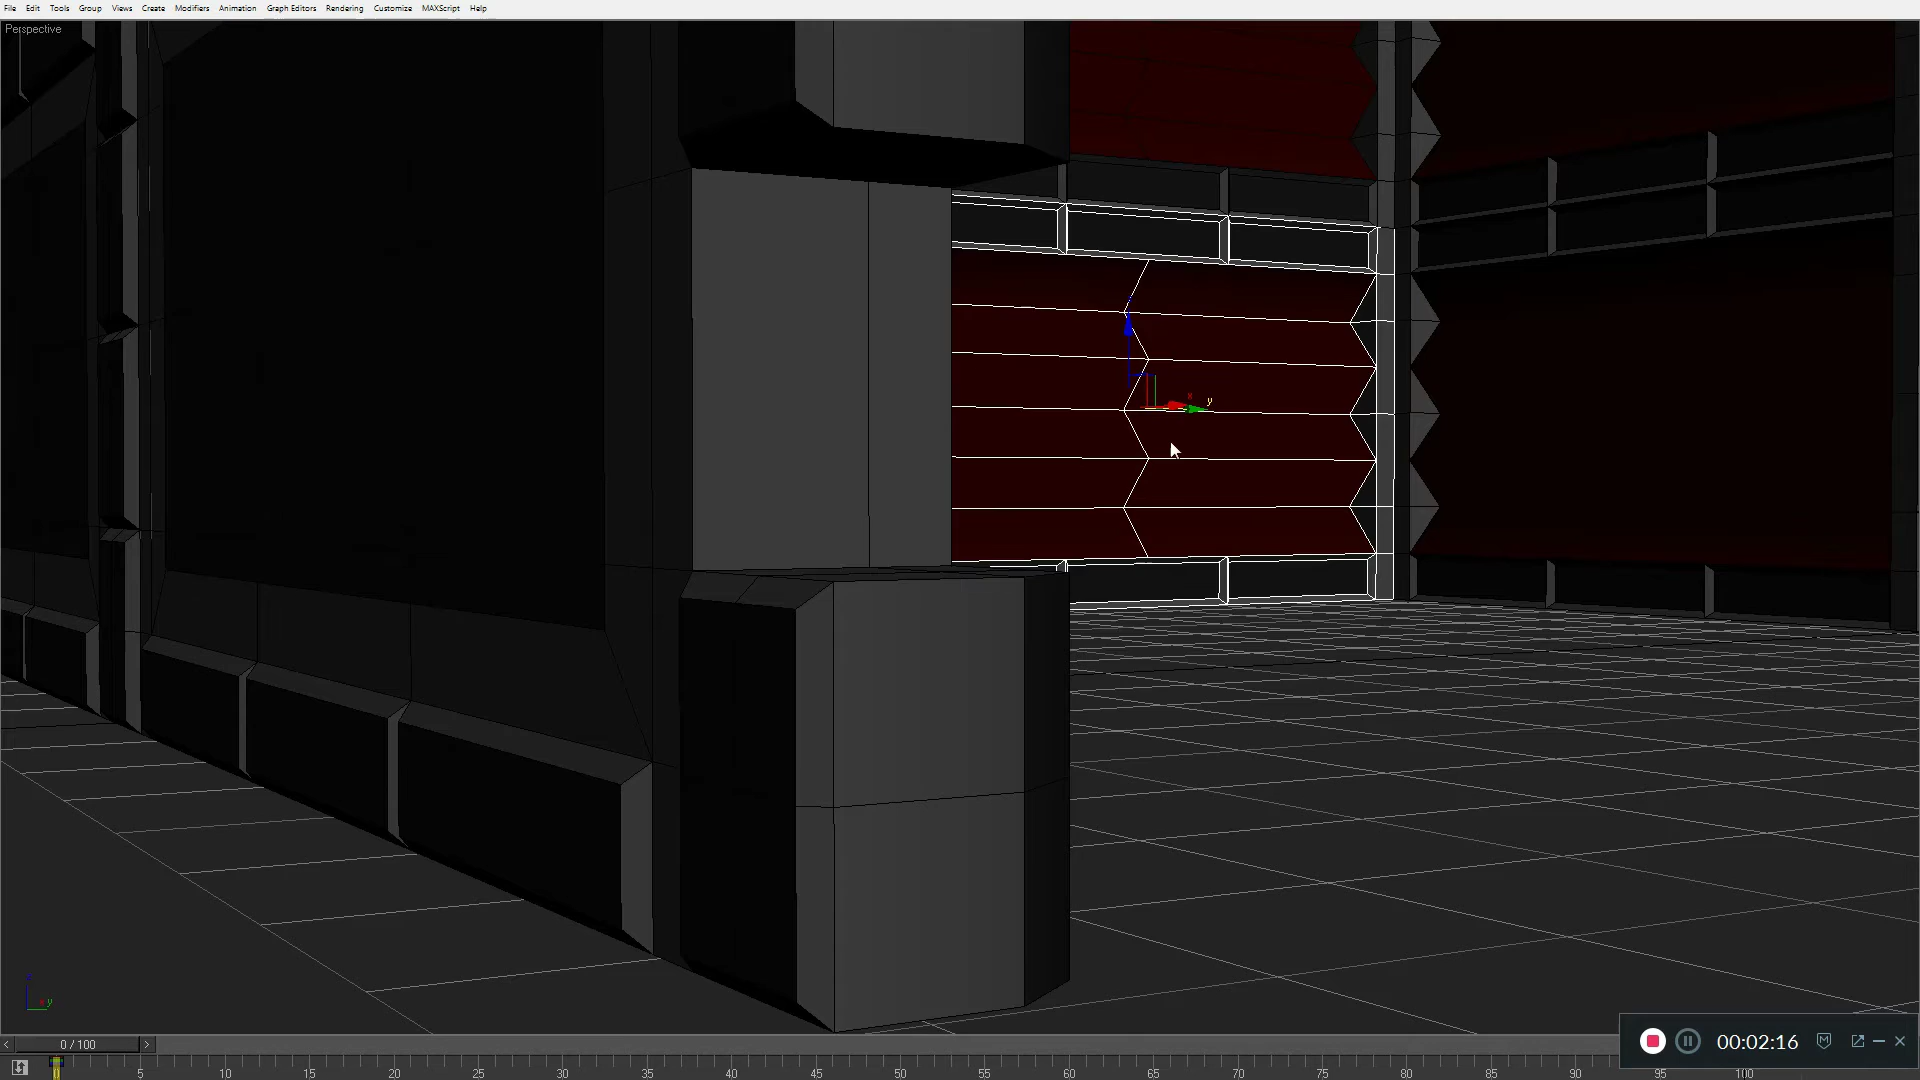 File Edit Tools Group Views Create Modifiers Animation Graph Editors Rendering Customize MAXScript Help
Perspective
x
y
z
x y
0 / 100
00:02:16
5 10 15 20 25 30 35 40 45 50 55 60 65 70 75 80 85 90 95 100